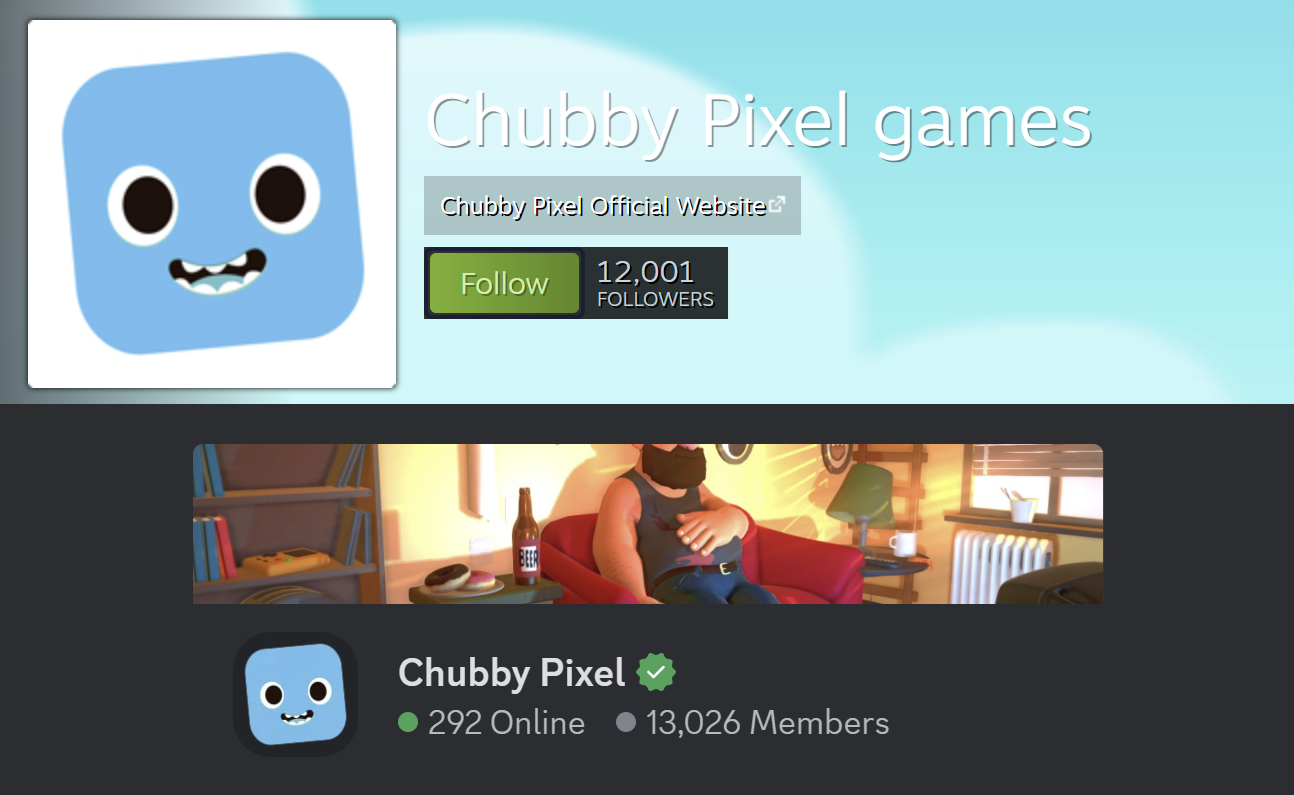 Chubby Pixel games
Chubby Pixel Official Website
Follow
12,001
FOLLOWERS
BEER
Chubby Pixel
292 Online
13,026 Members